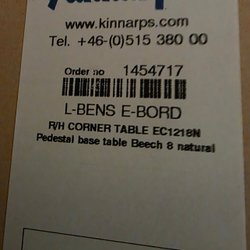 www.kinnarps.com
Tel. +46-(0)515 380 00
Order no 1454717
L-BENS E-BORD
R/H CORNER TABLE EC1218N
Pedestal base table Beech 8 natural